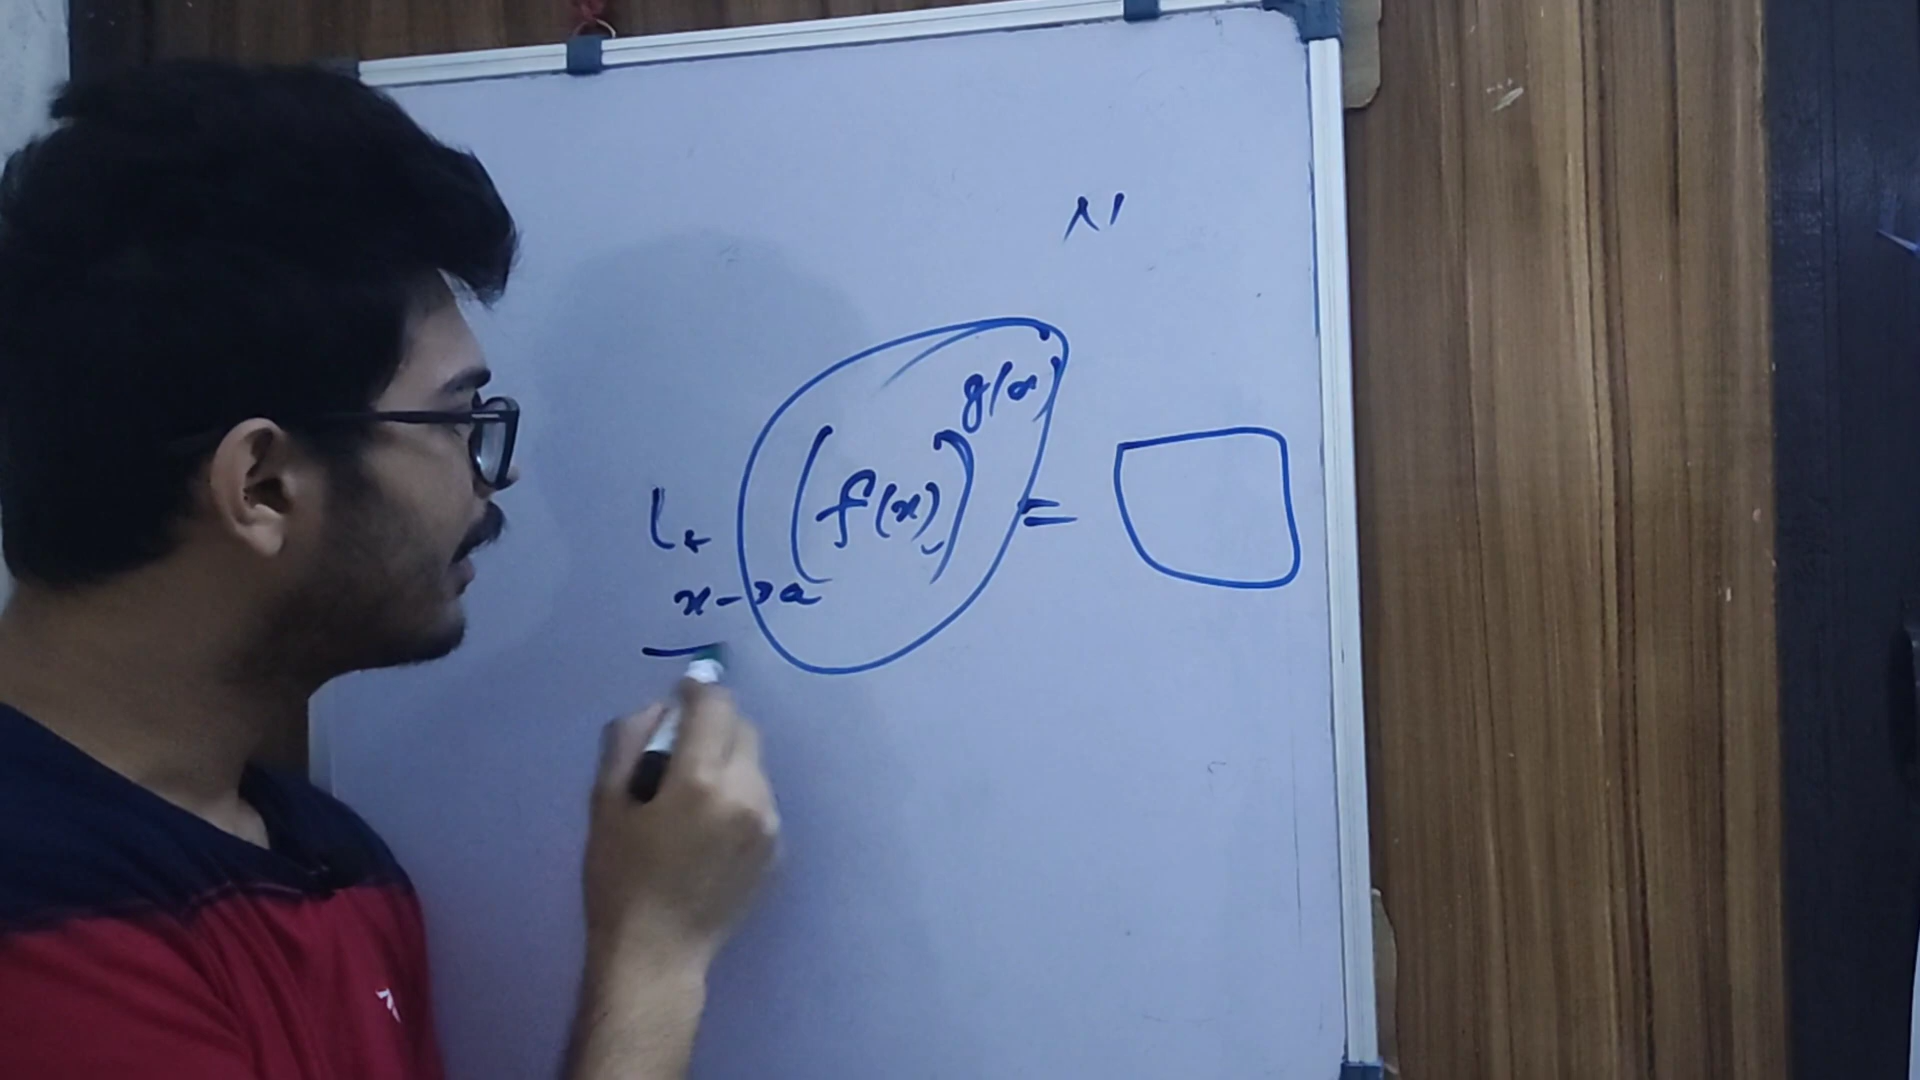 Lt (f(x))^g(x) =
x→a